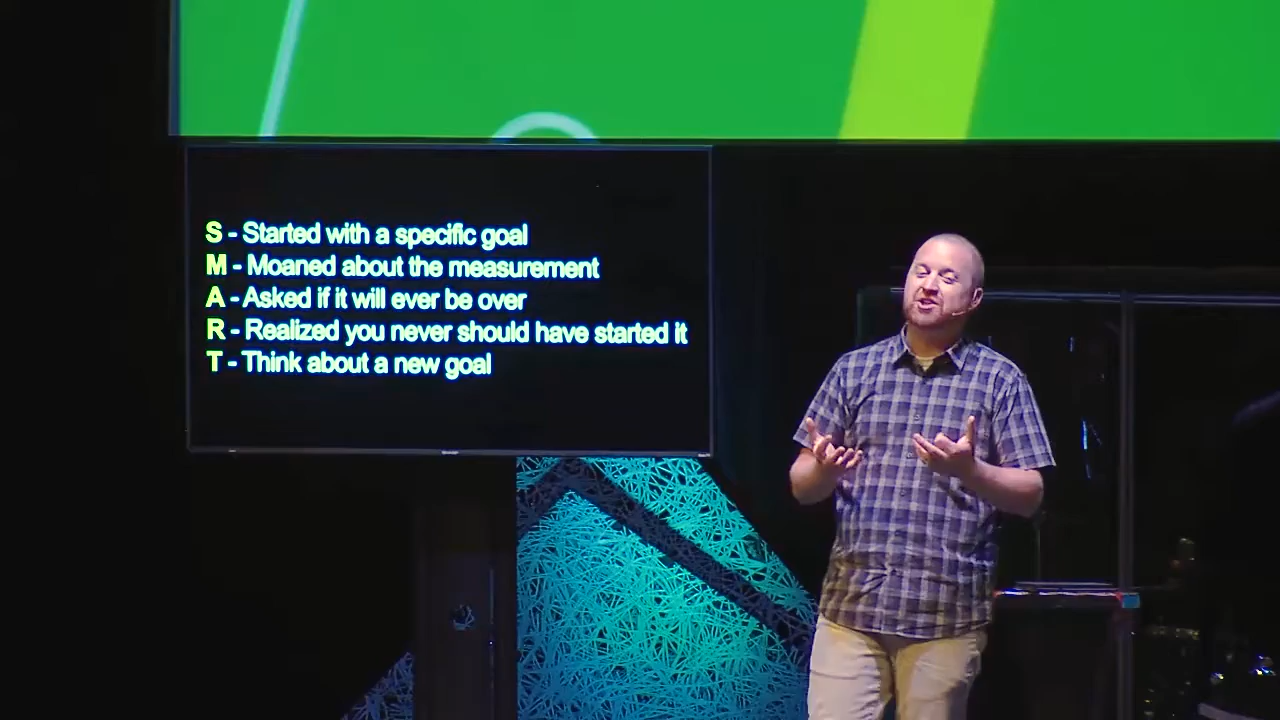 S - Started with a specific goal
M - Moaned about the measurement
A - Asked if it will ever be over
R - Realized you never should have started it
T - Think about a new goal